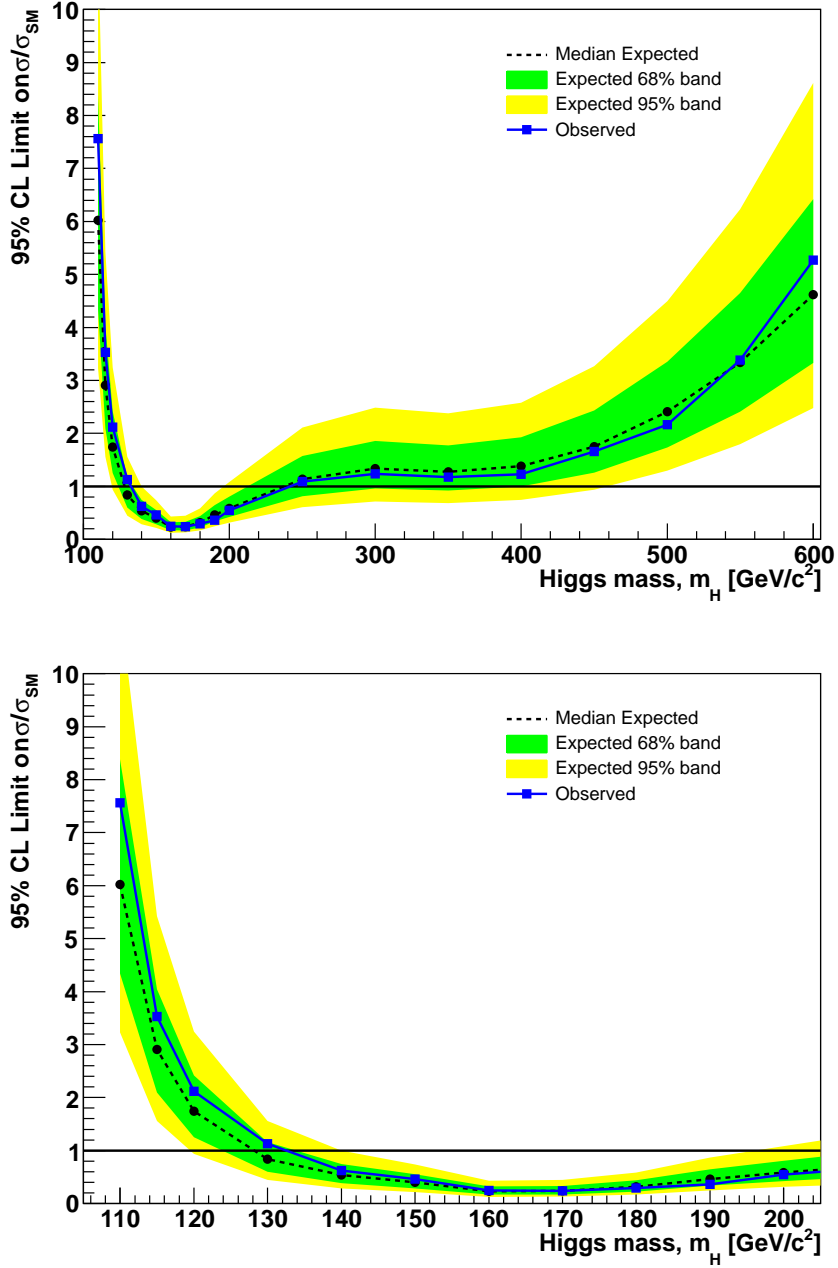 95% CL Limit on σ/σSM
10
9
8
7
6
5
4
3
2
1
0
Median Expected
Expected 68% band
Expected 95% band
Observed
100 200 300 400 500 600
Higgs mass, mH [GeV/c2]
95% CL Limit on σ/σSM
10
9
8
7
6
5
4
3
2
1
0
Median Expected
Expected 68% band
Expected 95% band
Observed
110 120 130 140 150 160 170 180 190 200
Higgs mass, mH [GeV/c2]